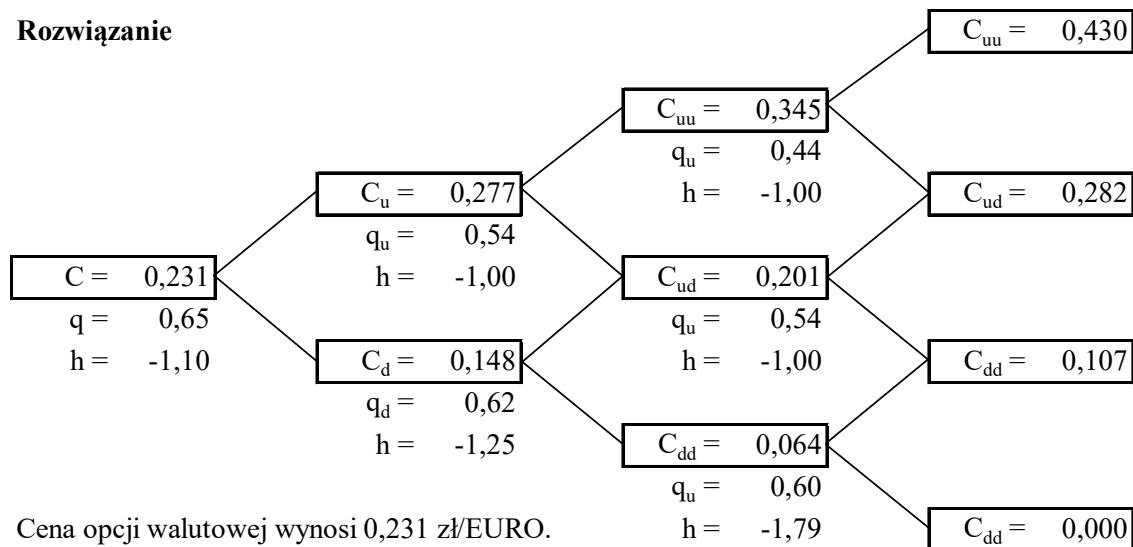 Rozwiązanie
C_uu = 0,430
C_uu = 0,345
q_u = 0,44
h = -1,00
C_u = 0,277
q_u = 0,54
h = -1,00
C_ud = 0,282
C = 0,231
q = 0,65
h = -1,10
C_ud = 0,201
q_u = 0,54
h = -1,00
C_d = 0,148
q_d = 0,62
h = -1,25
C_dd = 0,107
C_dd = 0,064
q_u = 0,60
h = -1,79
C_dd = 0,000
Cena opcji walutowej wynosi 0,231 zł/EURO.